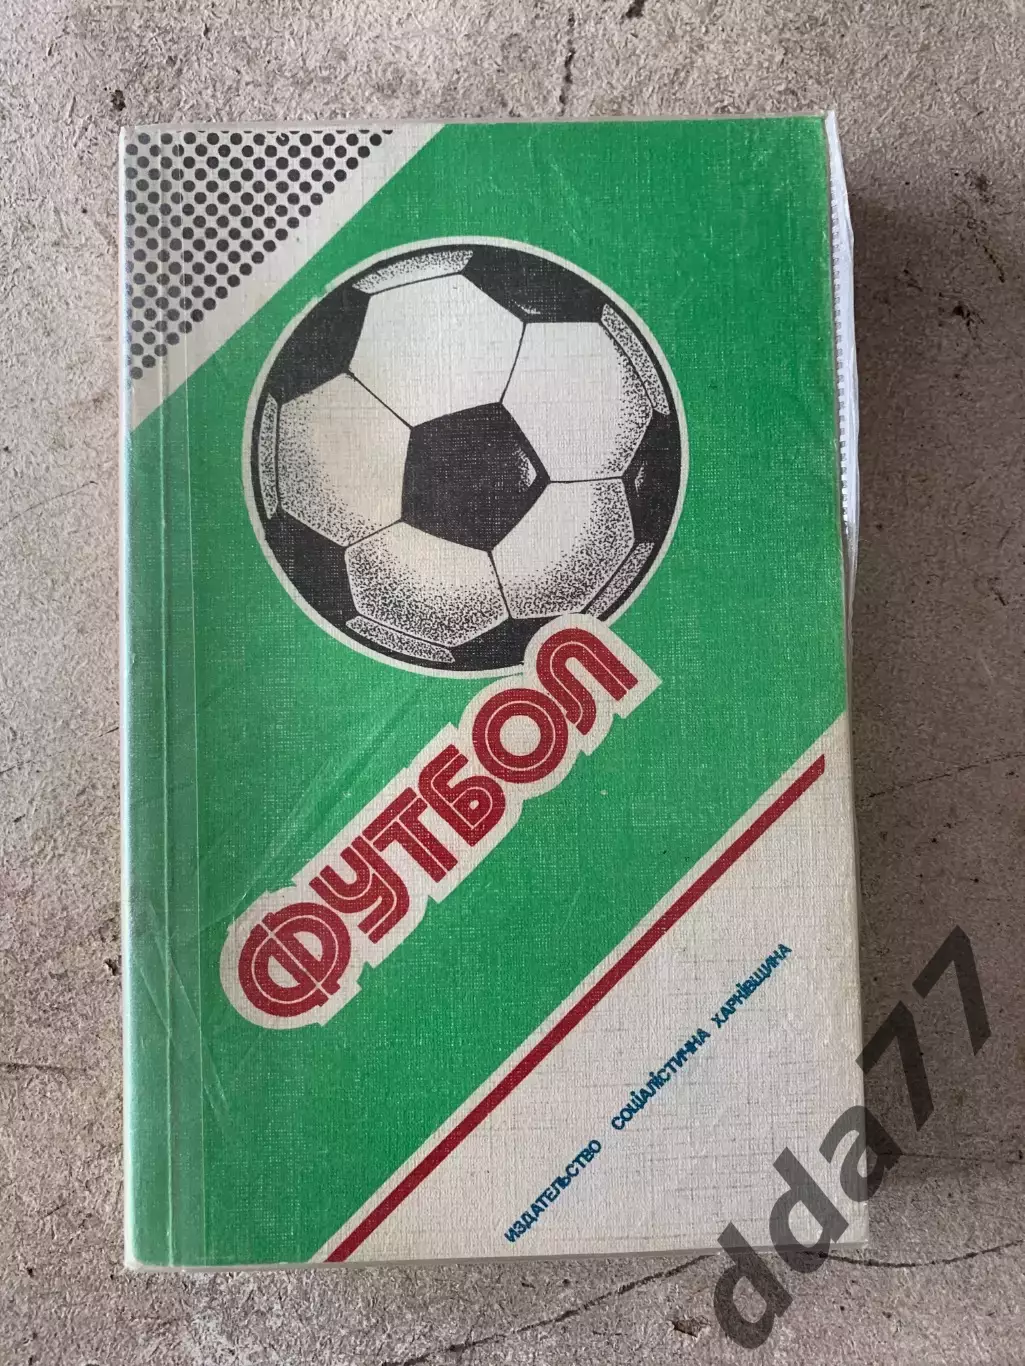 ФУТБОЛ
ИЗДАТЕЛЬСТВО СОЦІАЛІСТИЧНА ХАРКІВЩИНА
dda77